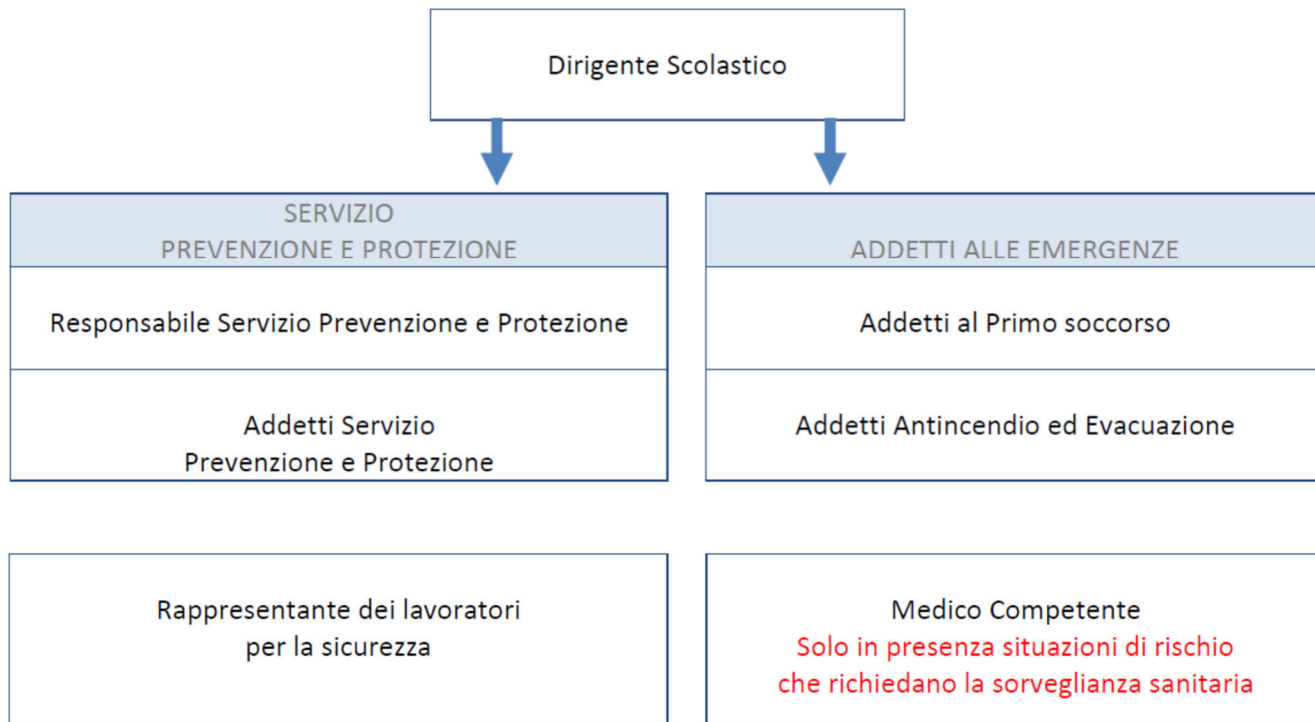 Dirigente Scolastico
SERVIZIO
PREVENZIONE E PROTEZIONE
Responsabile Servizio Prevenzione e Protezione
Addetti Servizio
Prevenzione e Protezione
ADDETTI ALLE EMERGENZE
Addetti al Primo soccorso
Addetti Antincendio ed Evacuazione
Rappresentante dei lavoratori
per la sicurezza
Medico Competente
Solo in presenza situazioni di rischio
che richiedano la sorveglianza sanitaria